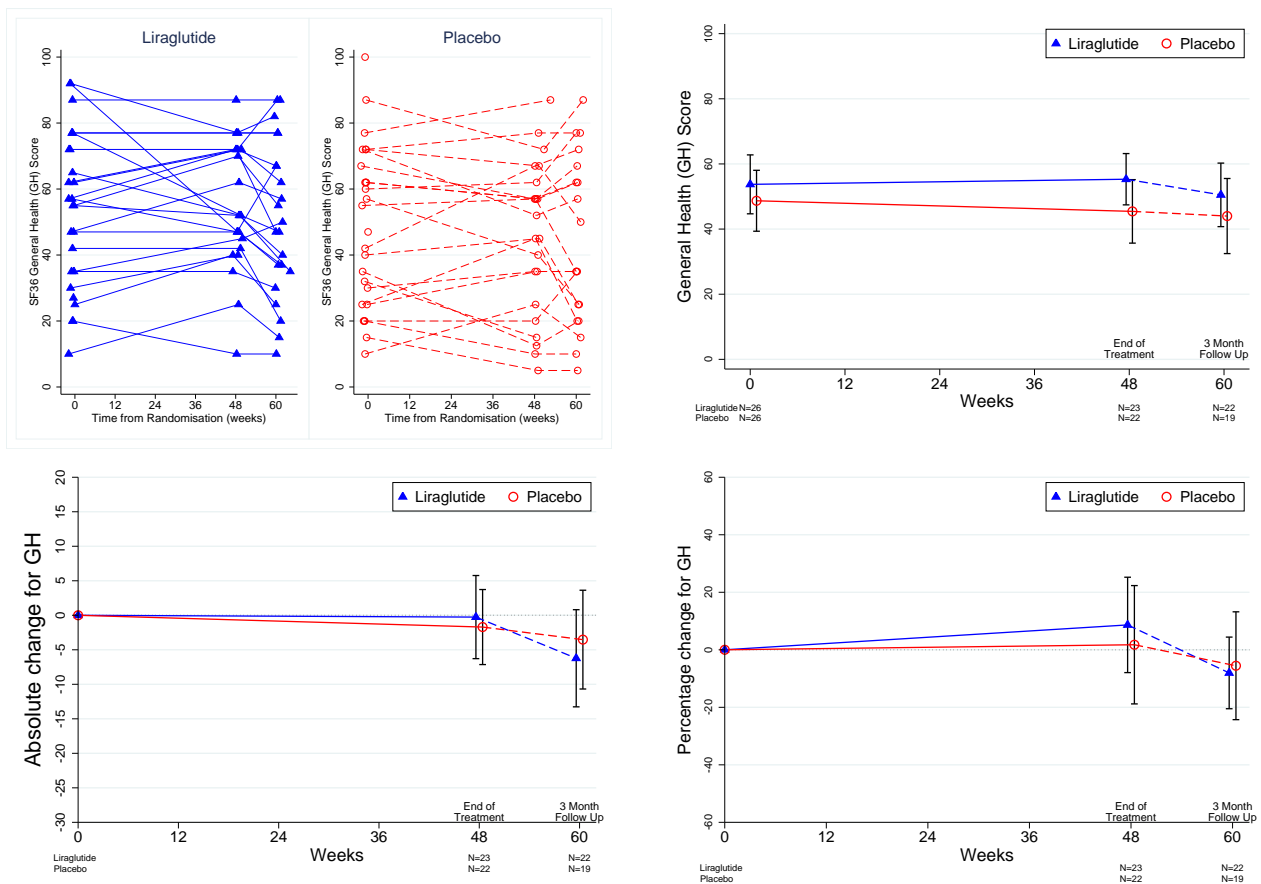 Liraglutide
Placebo
SF36 General Health (GH) Score
0 20 40 60 80 100
0 12 24 36 48 60
Time from Randomisation (weeks)
SF36 General Health (GH) Score
0 20 40 60 80 100
0 12 24 36 48 60
Time from Randomisation (weeks)
Liraglutide Placebo
General Health (GH) Score
0 20 40 60 80 100
End of
Treatment
3 Month
Follow Up
0 12 24 36 48 60
Weeks
Liraglutide N=26 N=23 N=22
Placebo N=26 N=22 N=19
Liraglutide Placebo
Absolute change for GH
-30 -25 -20 -15 -10 -5 0 5 10 15 20
End of
Treatment
3 Month
Follow Up
0 12 24 36 48 60
Weeks
Liraglutide N=23 N=22
Placebo N=22 N=19
Liraglutide Placebo
Percentage change for GH
-60 -40 -20 0 20 40 60
End of
Treatment
3 Month
Follow Up
0 12 24 36 48 60
Weeks
Liraglutide N=23 N=22
Placebo N=22 N=19